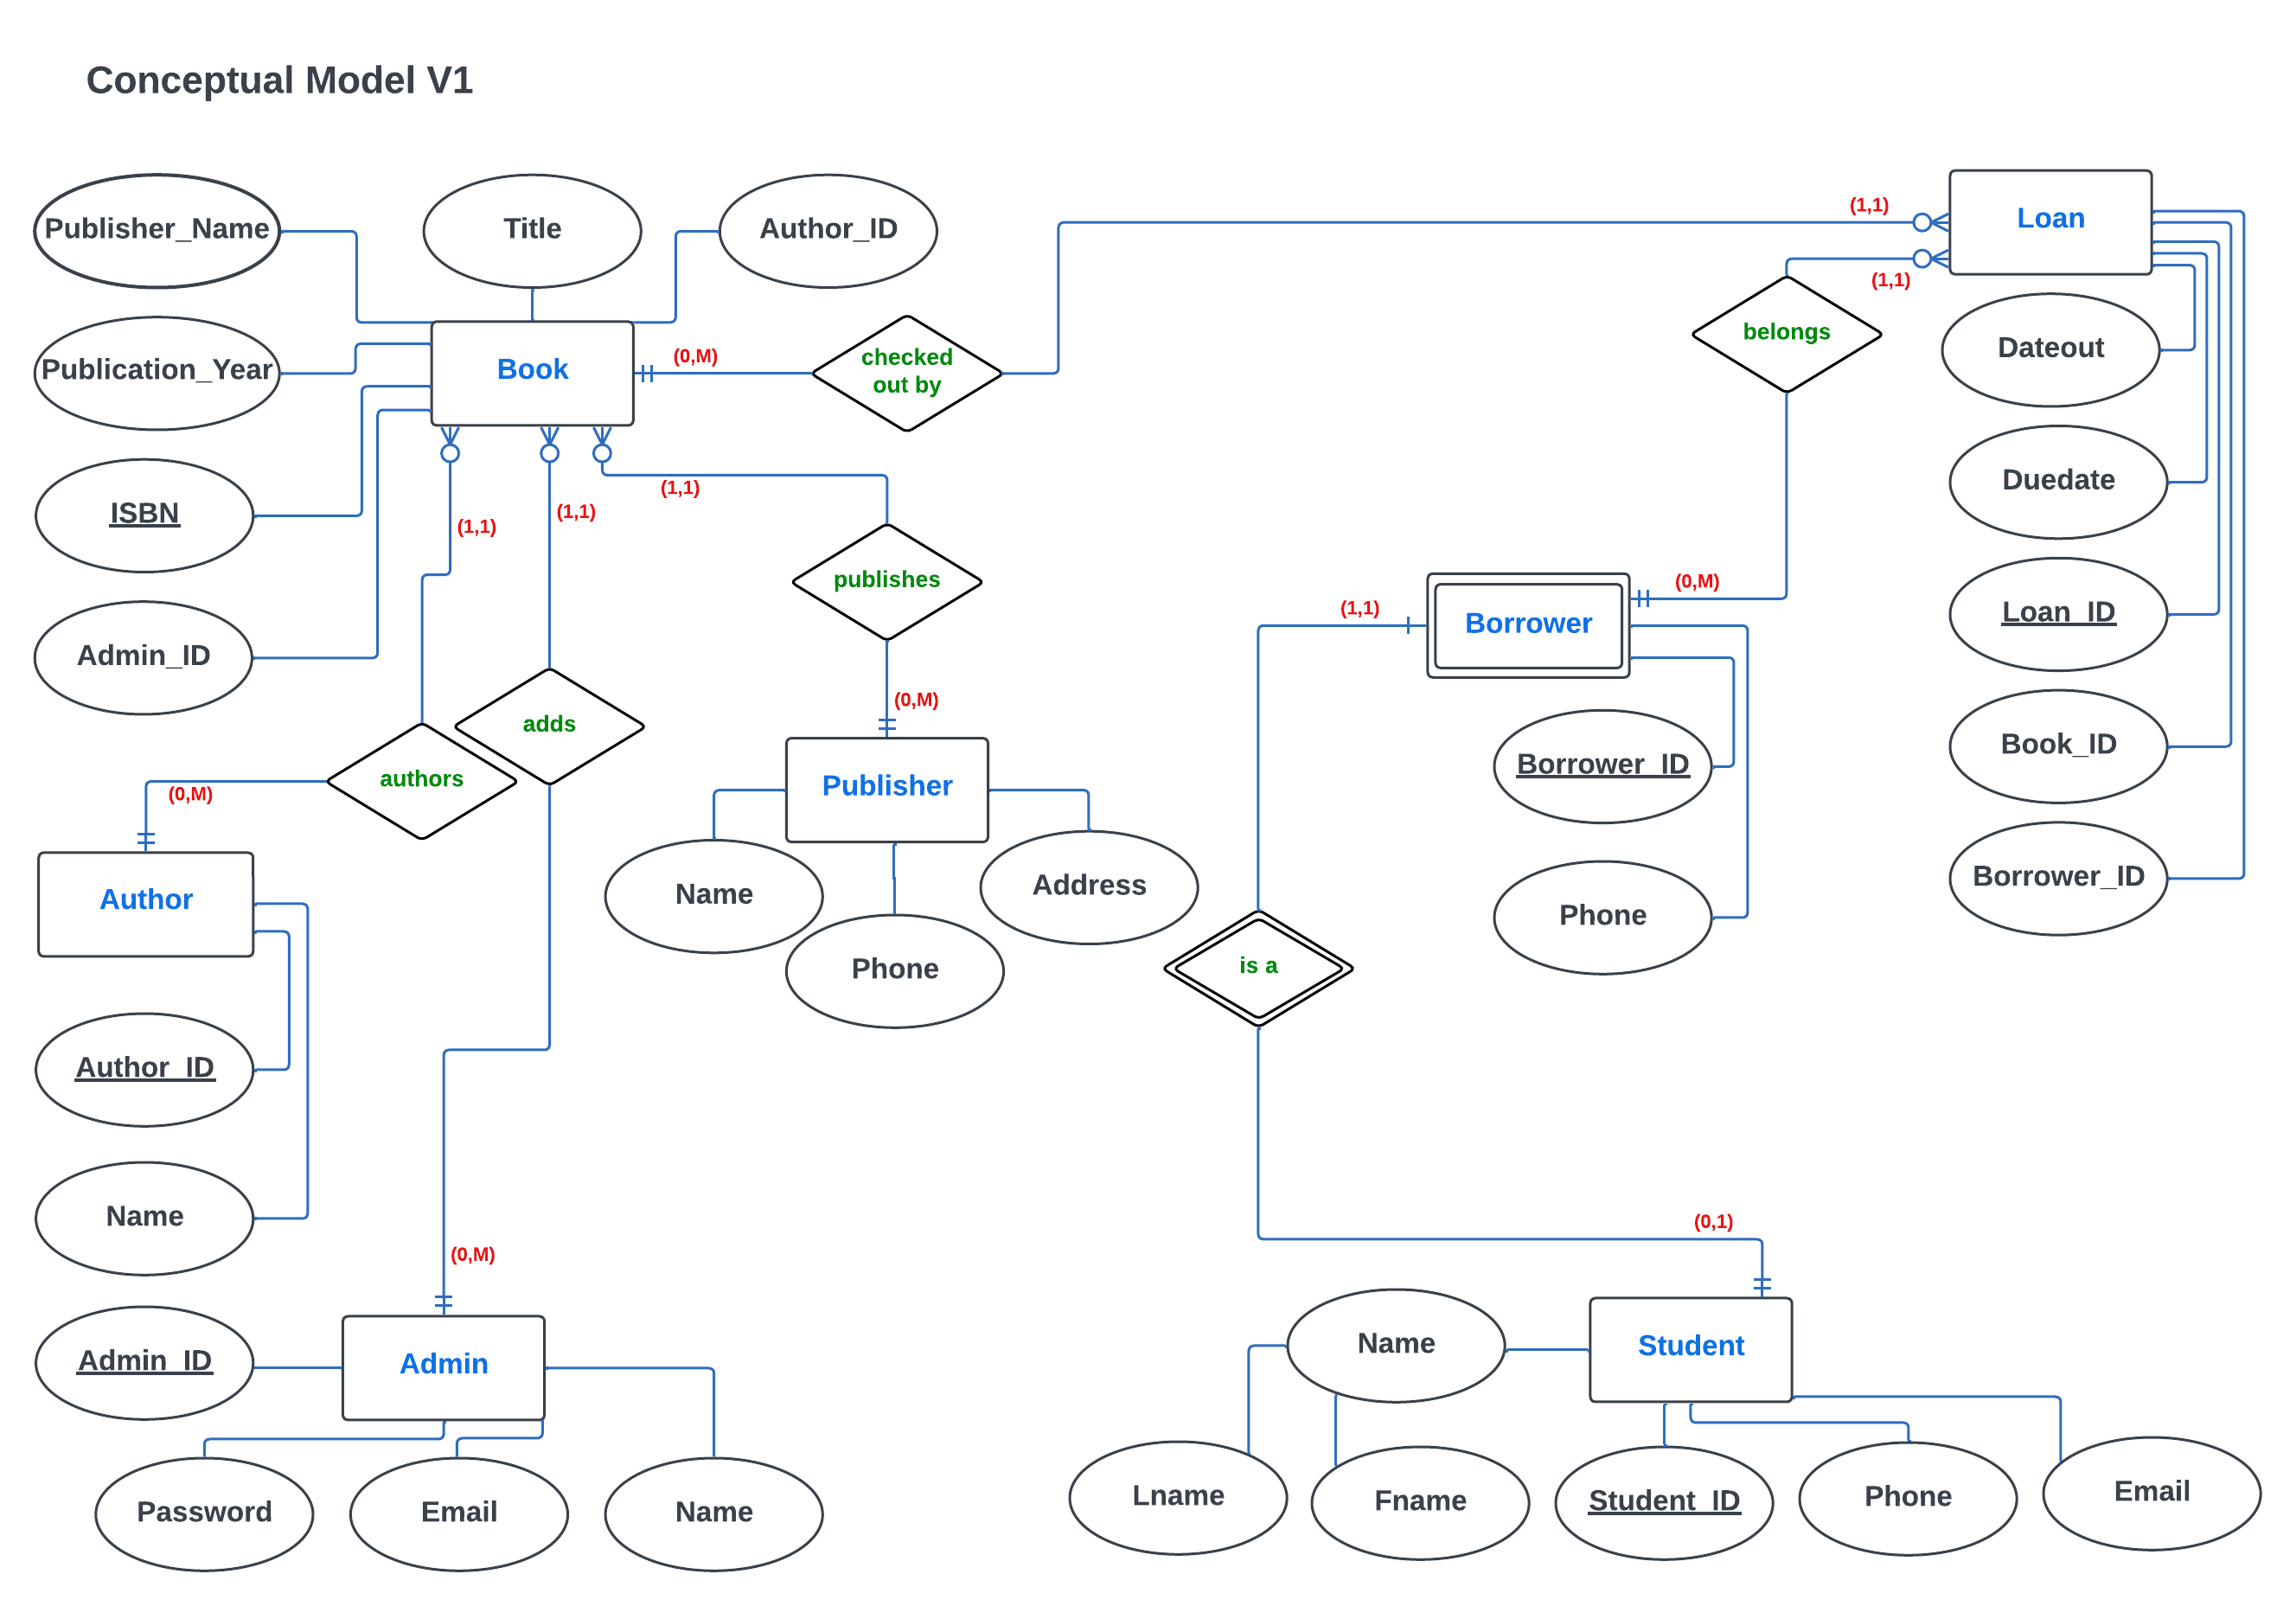 Conceptual Model V1
Publisher_Name
Title
Author_ID
(1,1)
Loan
(1,1)
belongs
Dateout
Publication_Year
Book
(0,M)
checked
out by
ISBN
(1,1)
(1,1)
(1,1)
Duedate
publishes
(1,1)
Borrower
(0,M)
Loan_ID
Admin_ID
adds
(0,M)
authors
(0,M)
Publisher
Borrower_ID
Book_ID
Author
Name
Address
Phone
Phone
Borrower_ID
is a
Author_ID
Name
(0,M)
(0,1)
Admin_ID
Admin
Name
Student
Password
Email
Name
Lname
Fname
Student_ID
Phone
Email